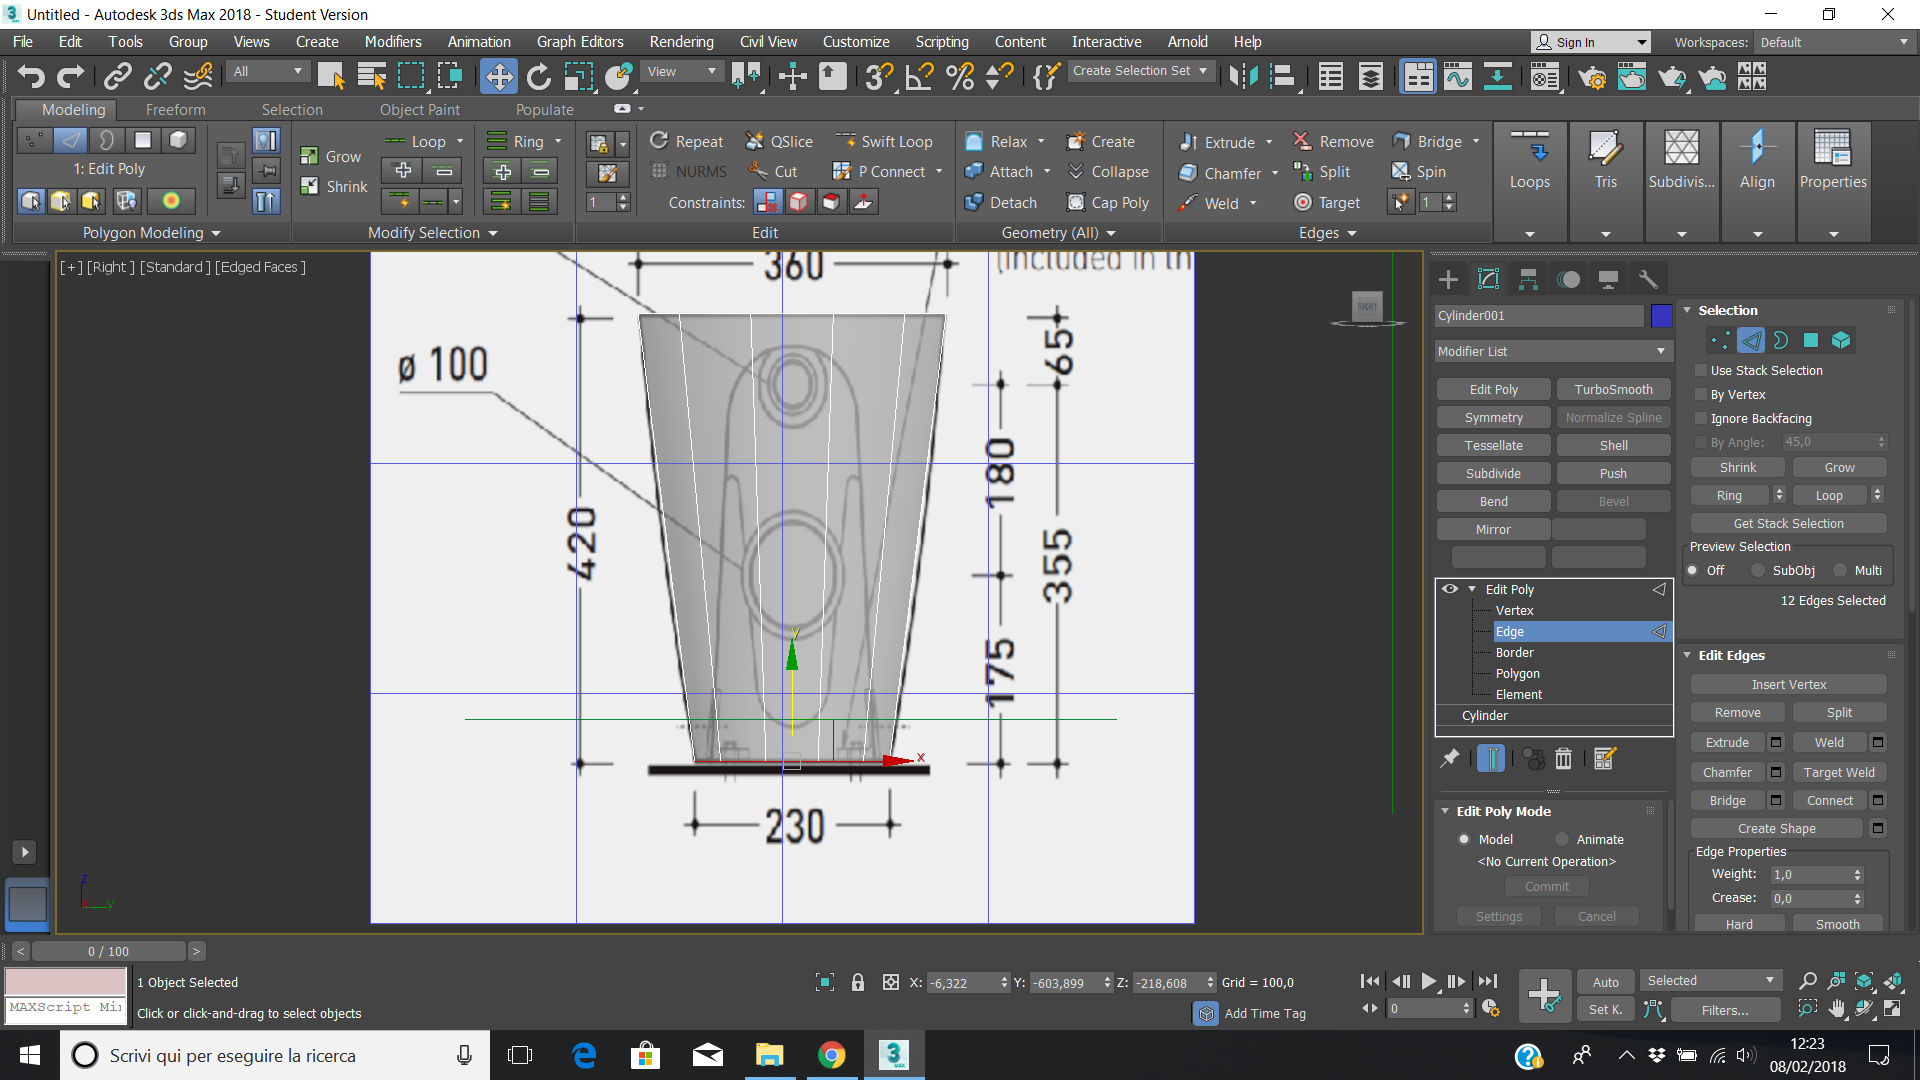 Untitled - Autodesk 3ds Max 2018 - Student Version
File Edit Tools Group Views Create Modifiers Animation Graph Editors Rendering Civil View Customize Scripting Content Interactive Arnold Help
Sign In
Workspaces: Default
All
View
Create Selection Set
Modeling Freeform Selection Object Paint Populate
1: Edit Poly
Polygon Modeling
Grow
Shrink
Loop
Ring
Modify Selection
1
Repeat QSlice Swift Loop
NURMS Cut P Connect
Constraints:
Edit
Relax Create
Attach Collapse
Detach Cap Poly
Geometry (All)
Extrude Remove Bridge
Chamfer Split Spin
Weld Target 1
Edges
Loops
Tris
Subdivis...
Align
Properties
[+] [Right ] [Standard ] [Edged Faces ]
360
(included in th
RIGHT
ø 100
65
180
420
355
175
230
y
x
z
x
y
Cylinder001
Modifier List
Edit Poly TurboSmooth
Symmetry Normalize Spline
Tessellate Shell
Subdivide Push
Bend Bevel
Mirror
Edit Poly
Vertex
Edge
Border
Polygon
Element
Cylinder
Edit Poly Mode
Model Animate
<No Current Operation>
Commit
Settings Cancel
Selection
Use Stack Selection
By Vertex
Ignore Backfacing
By Angle: 45,0
Shrink Grow
Ring Loop
Get Stack Selection
Preview Selection
Off SubObj Multi
12 Edges Selected
Edit Edges
Insert Vertex
Remove Split
Extrude Weld
Chamfer Target Weld
Bridge Connect
Create Shape
Edge Properties
Weight: 1,0
Crease: 0,0
Hard Smooth
< 0 / 100 >
MAXScript Mi
1 Object Selected
Click or click-and-drag to select objects
X: -6,322 Y: -603,899 Z: -218,608 Grid = 100,0
Add Time Tag
0
Auto Selected
Set K. Filters...
Scrivi qui per eseguire la ricerca
3
MAX
12:23
08/02/2018